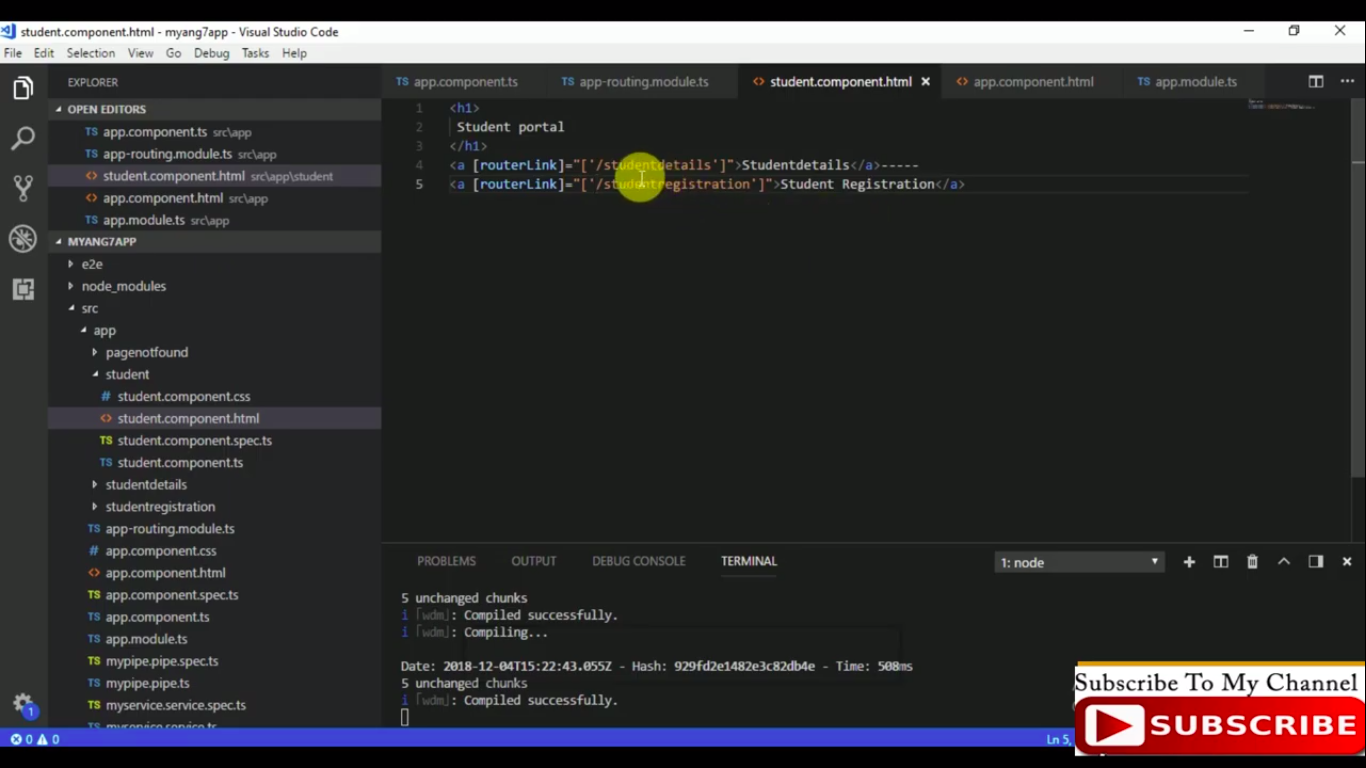 student.component.html - myang7app - Visual Studio Code
File Edit Selection View Go Debug Tasks Help
EXPLORER
OPEN EDITORS
TS app.component.ts src\app
TS app-routing.module.ts src\app
<> student.component.html src\app\student
<> app.component.html src\app
TS app.module.ts src\app
MYANG7APP
e2e
node_modules
src
app
pagenotfound
student
# student.component.css
<> student.component.html
TS student.component.spec.ts
TS student.component.ts
studentdetails
studentregistration
TS app-routing.module.ts
# app.component.css
<> app.component.html
TS app.component.spec.ts
TS app.component.ts
TS app.module.ts
TS mypipe.pipe.spec.ts
TS mypipe.pipe.ts
TS myservice.service.spec.ts
TS myservice.service.ts
TS app.component.ts TS app-routing.module.ts <> student.component.html × <> app.component.html TS app.module.ts ...
1 <h1>
2 Student portal
3 </h1>
4 <a [routerLink]="['/studentdetails']">Studentdetails</a>-----
5 <a [routerLink]="['/studentregistration']">Student Registration</a>
PROBLEMS OUTPUT DEBUG CONSOLE TERMINAL 1: node
5 unchanged chunks
i ｢wdm｣: Compiled successfully.
i ｢wdm｣: Compiling...
Date: 2018-12-04T15:22:43.055Z - Hash: 929fd2e1482e3c82db4e - Time: 508ms
5 unchanged chunks
i ｢wdm｣: Compiled successfully.
1
0 0
Ln 5,
Subscribe To My Channel
SUBSCRIBE